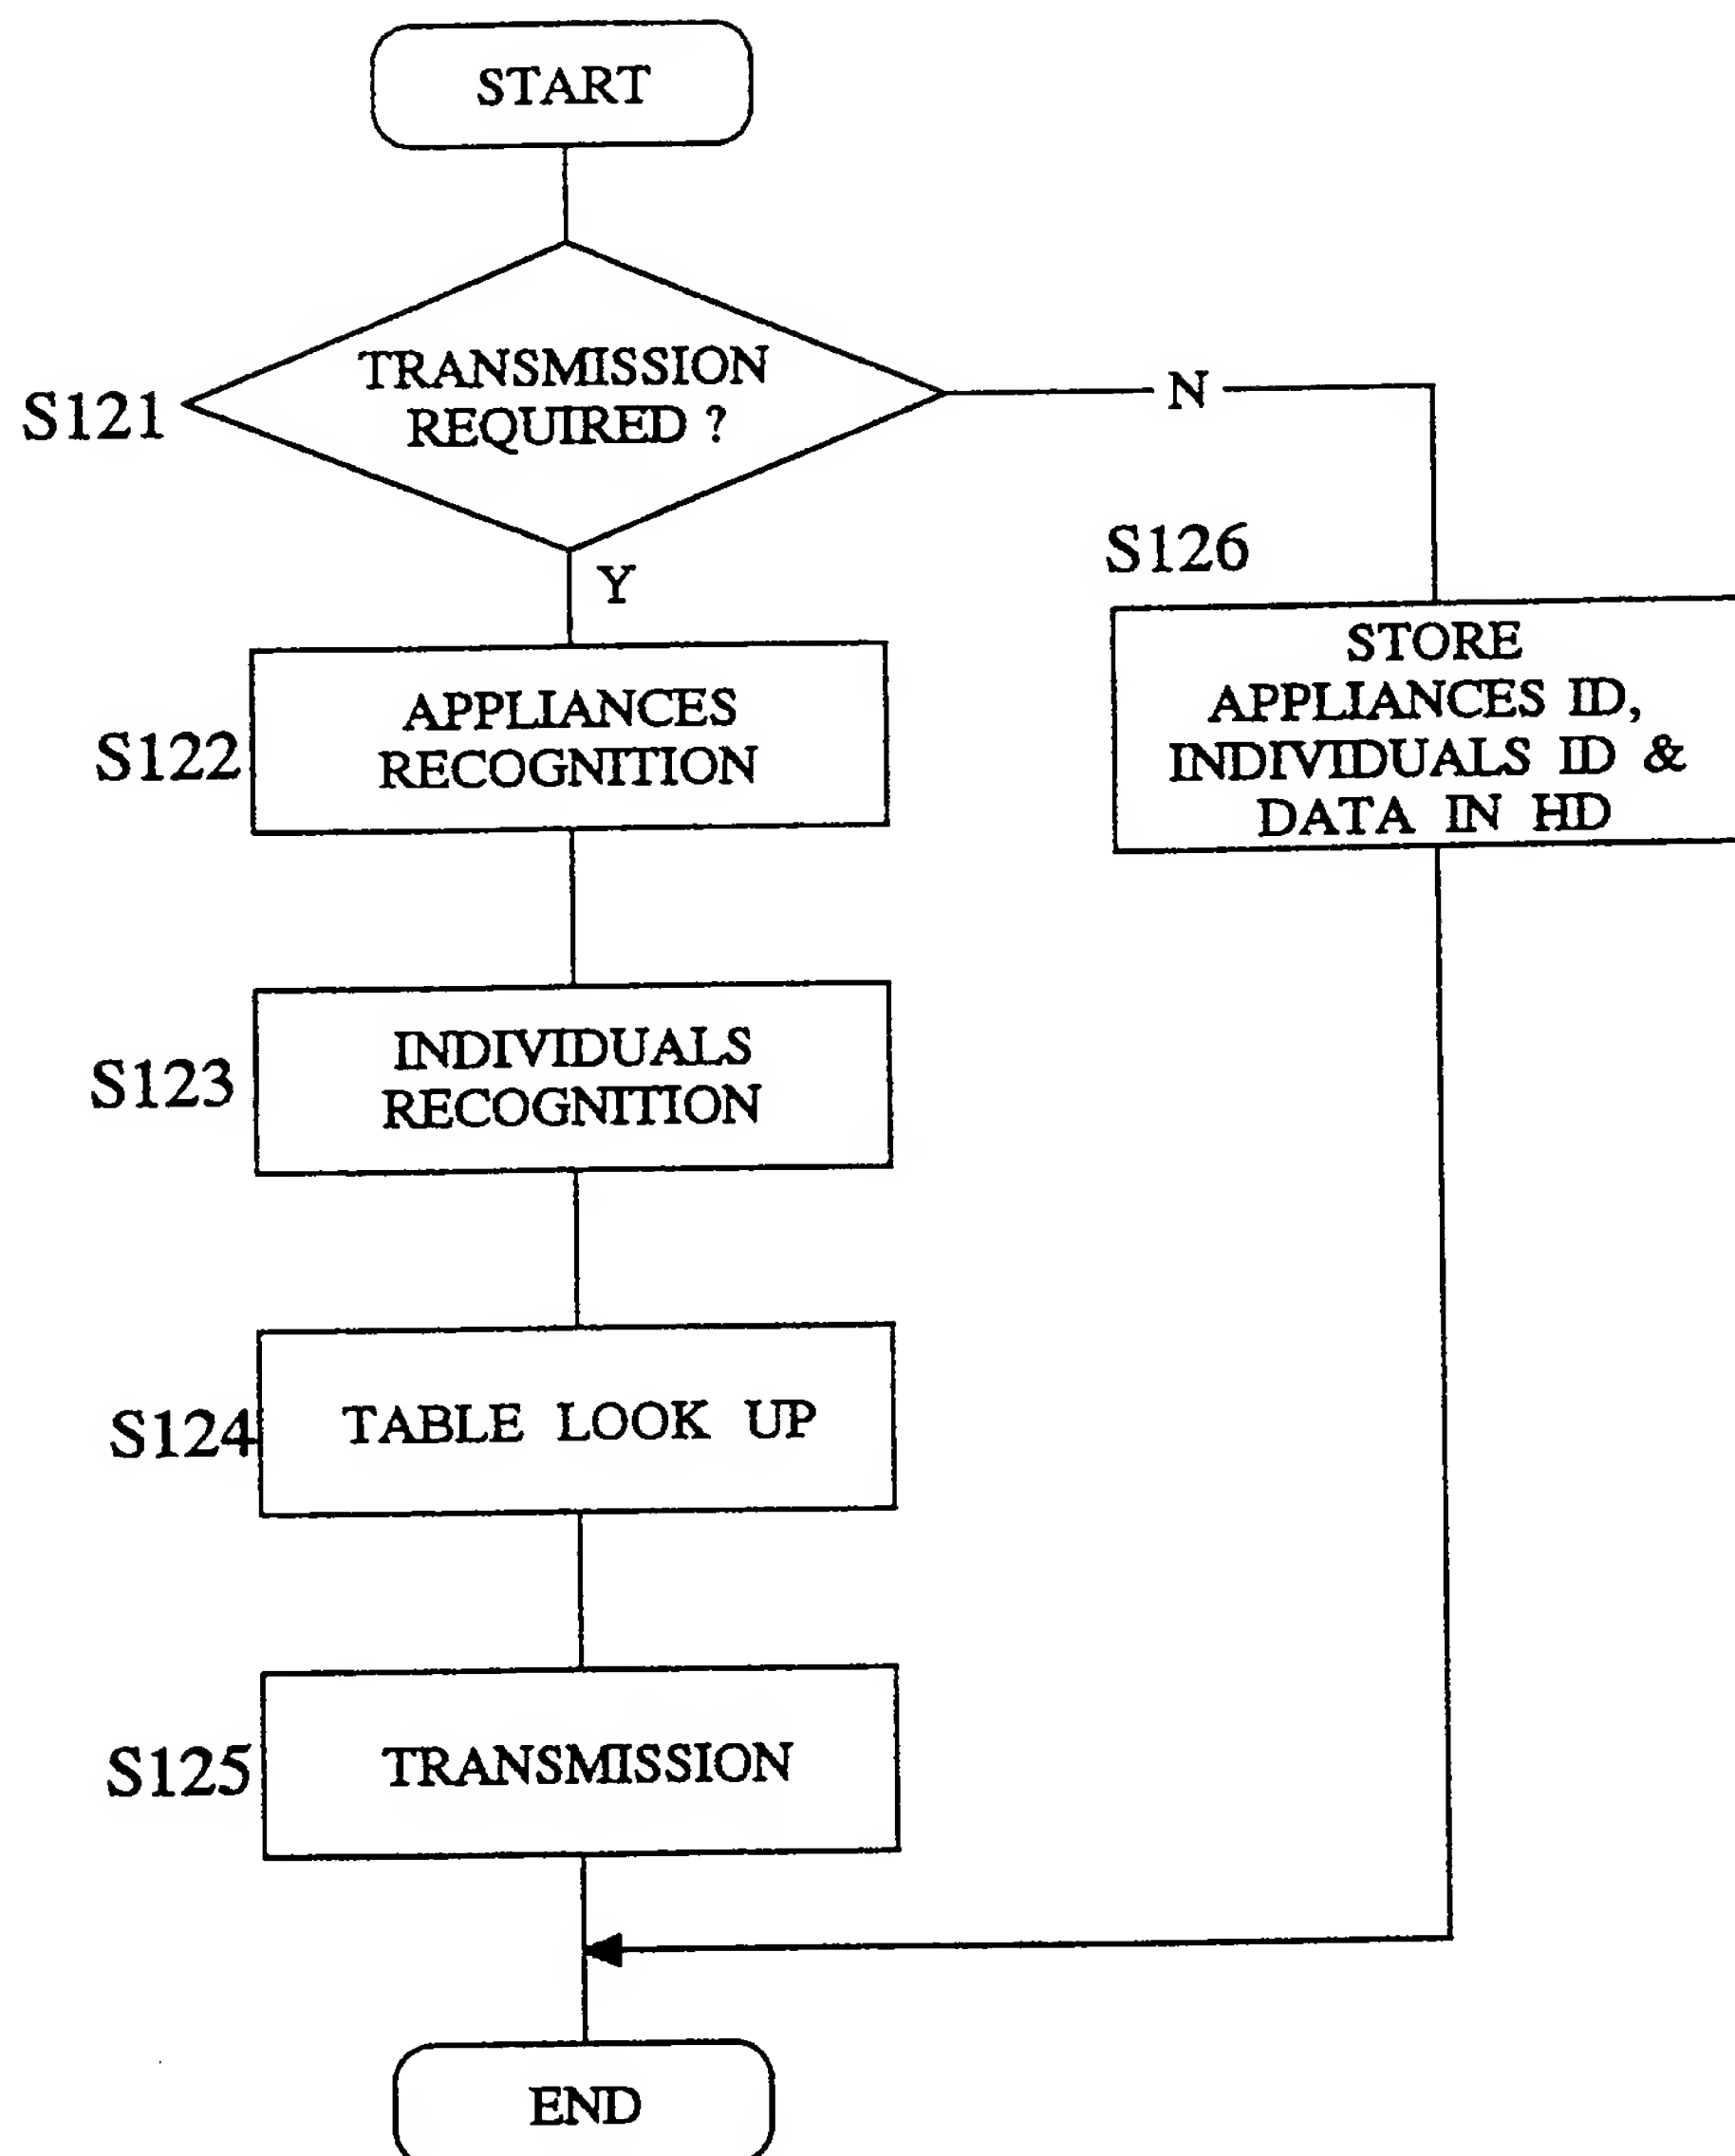 START
TRANSMISSION
REQUIRED ?
S121
N
Y
S126
STORE
APPLIANCES ID,
INDIVIDUALS ID &
DATA IN HD
S122
APPLIANCES
RECOGNITION
S123
INDIVIDUALS
RECOGNITION
S124
TABLE LOOK UP
S125
TRANSMISSION
END